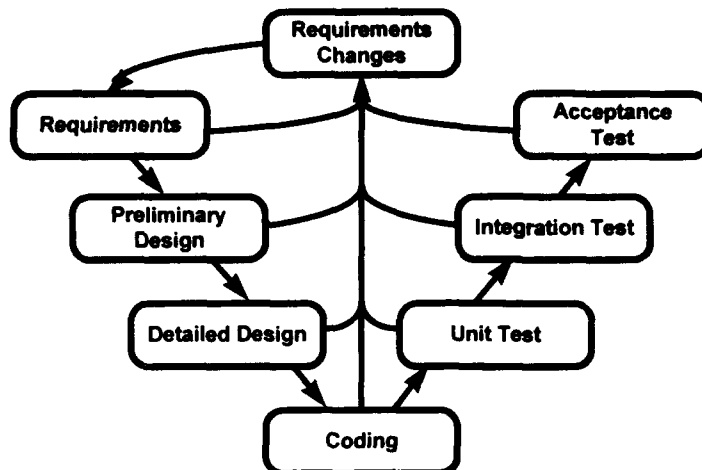 Requirements
Changes
Requirements
Acceptance
Test
Preliminary
Design
Integration Test
Detailed Design
Unit Test
Coding